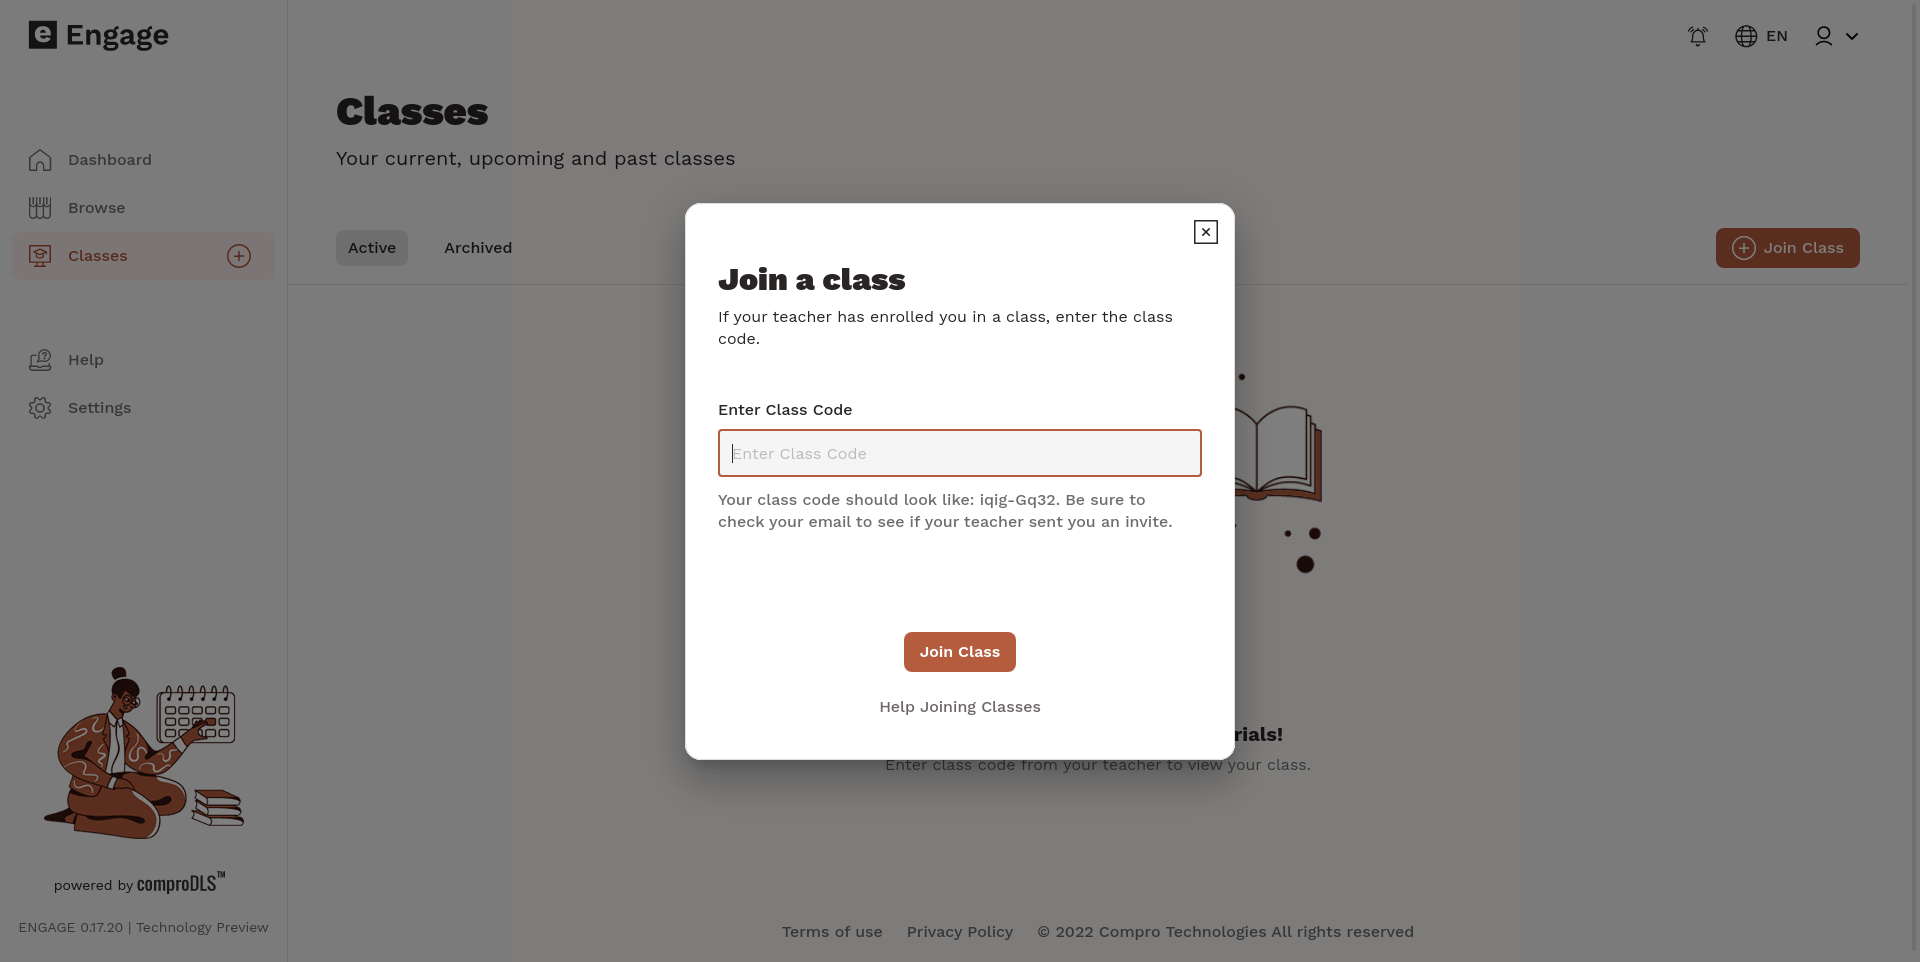 e Engage
EN
Classes
Your current, upcoming and past classes
Dashboard
Browse
Classes
Active
Archived
Join Class
Join a class
If your teacher has enrolled you in a class, enter the class
code.
Help
Settings
Enter Class Code
Enter Class Code
Your class code should look like: iqig-Gq32. Be sure to
check your email to see if your teacher sent you an invite.
Join Class
Help Joining Classes
rials!
Enter class code from your teacher to view your class.
powered by comproDLS™
ENGAGE 0.17.20 | Technology Preview
Terms of use Privacy Policy © 2022 Compro Technologies All rights reserved